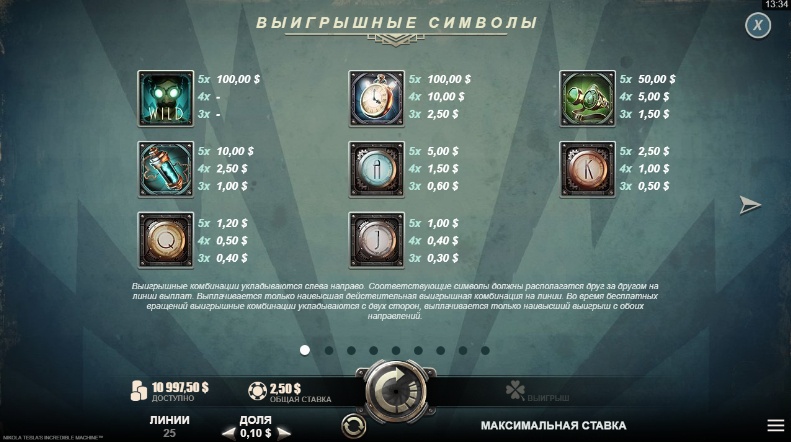 13:34
ВЫИГРЫШНЫЕ СИМВОЛЫ
X
WILD
5x 100,00 $
4x -
3x -
5x 100,00 $
4x 10,00 $
3x 2,50 $
5x 50,00 $
4x 5,00 $
3x 1,50 $
5x 10,00 $
4x 2,50 $
3x 1,00 $
A
5x 5,00 $
4x 1,50 $
3x 0,60 $
K
5x 2,50 $
4x 1,00 $
3x 0,50 $
Q
5x 1,20 $
4x 0,50 $
3x 0,40 $
J
5x 1,00 $
4x 0,40 $
3x 0,30 $
Выигрышные комбинации укладываются слева направо. Соответствующие символы должны располагатся друг за другом на
линии выплат. Выплачивается только наивысшая действительная выигрышная комбинация на линии. Во время бесплатных
вращений выигрышные комбинации укладываются с двух сторон, выплачивается только наивысший выигрыш с обоих
направлений.
10 997,50 $
ДОСТУПНО
2,50 $
ОБЩАЯ СТАВКА
ВЫИГРЫШ
ЛИНИИ
25
ДОЛЯ
0,10 $
МАКСИМАЛЬНАЯ СТАВКА
NIKOLA TESLA'S INCREDIBLE MACHINE™